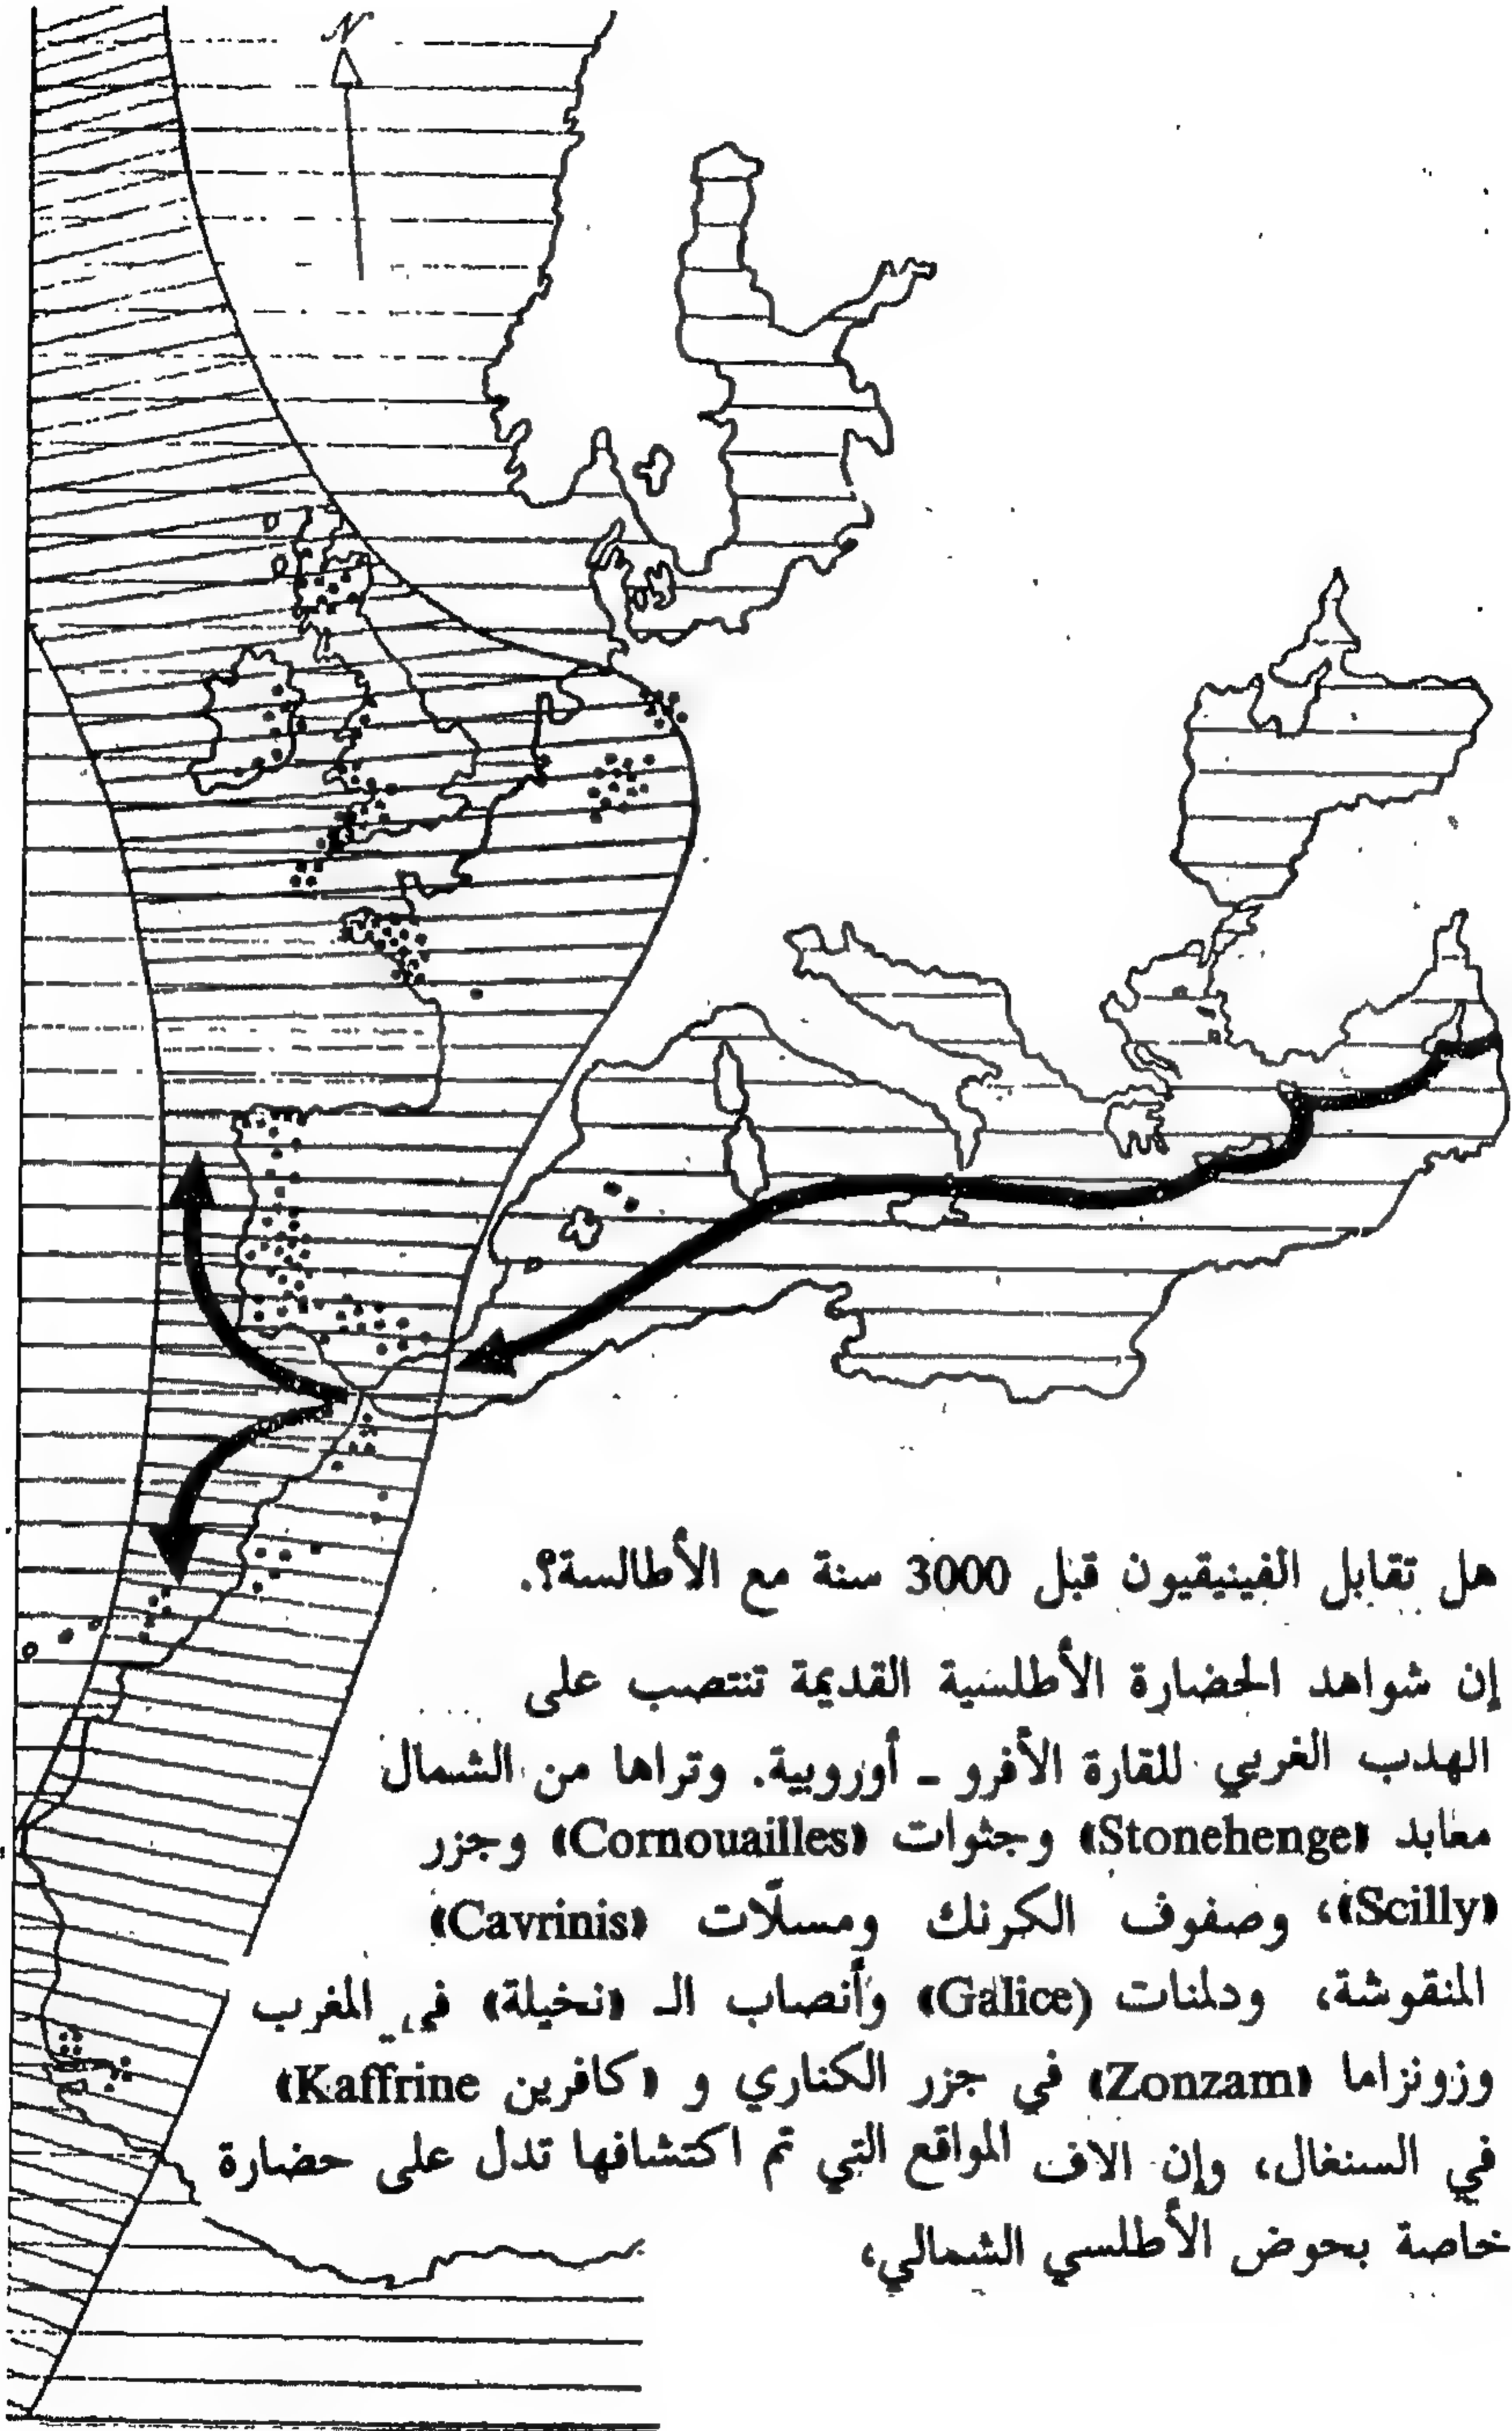 N
هل تقابل الفينيقيون قبل 3000 سنة مع الأطالسة؟.
إن شواهد الحضارة الأطلسية القديمة تنتصب على
الهدب الغربي للقارة الأفرو - أوروبية. وتراها من الشمال
معابد «Stonehenge» وجثوات «Cornouailles» وجزر
«Scilly»، وصفوف الكرنك ومسلّات «Cavrinis»
المنقوشة، ودلمنات (Galice» وأنصاب الـ «نخيلة» في المغرب
وزونزاما «Zonzam» في جزر الكناري و «كافرين Kaffrine»
في السنغال، وإن الاف المواقع التي تم اكتشافها تدل على حضارة
خاصة بحوض الأطلسي الشمالي،